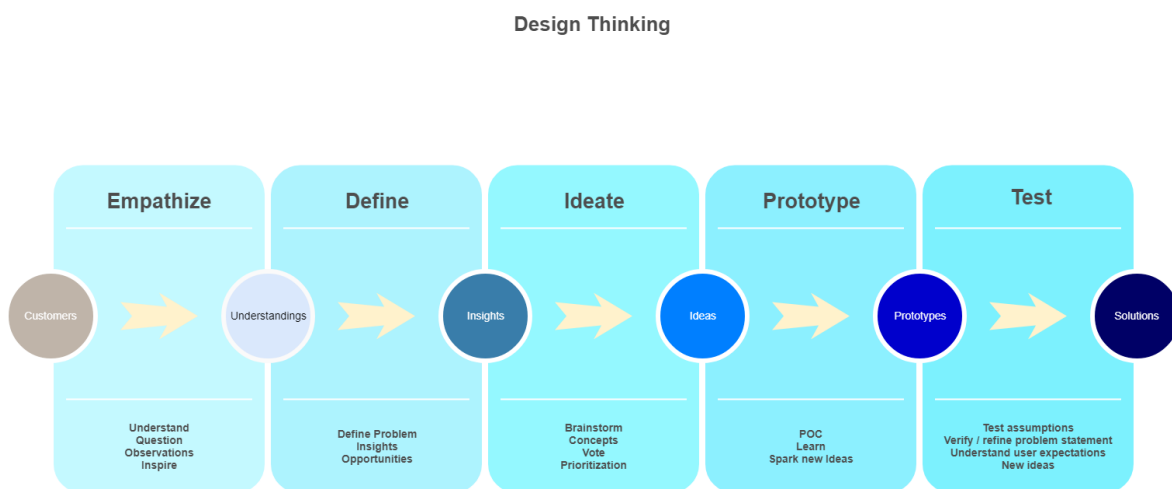 Design Thinking
Empathize
Define
Ideate
Prototype
Test
Customers
Understandings
Insights
Ideas
Prototypes
Solutions
Understand
Question
Observations
Inspire
Define Problem
Insights
Opportunities
Brainstorm
Concepts
Vote
Prioritization
POC
Learn
Spark new Ideas
Test assumptions
Verify / refine problem statement
Understand user expectations
New ideas